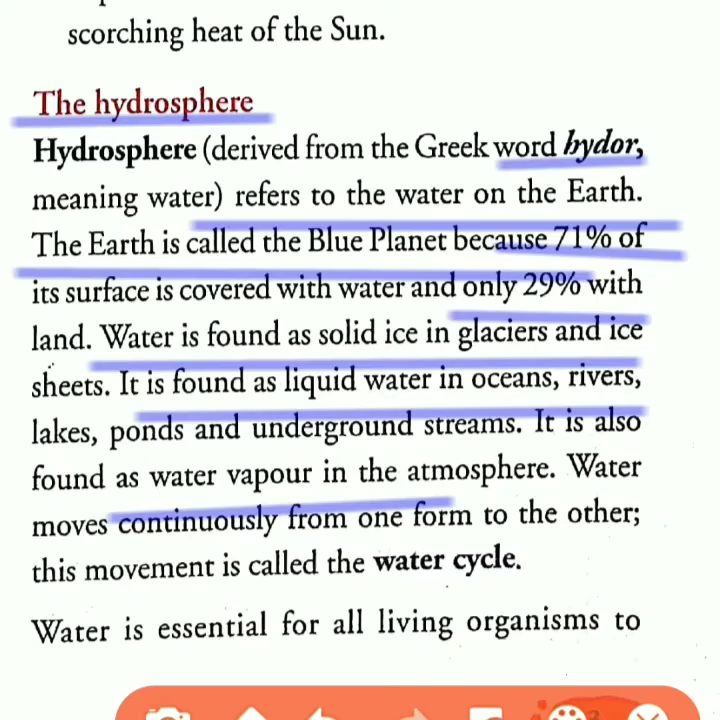 scorching heat of the Sun.
The hydrosphere
Hydrosphere (derived from the Greek word hydor,
meaning water) refers to the water on the Earth.
The Earth is called the Blue Planet because 71% of
its surface is covered with water and only 29% with
land. Water is found as solid ice in glaciers and ice
sheets. It is found as liquid water in oceans, rivers,
lakes, ponds and underground streams. It is also
found as water vapour in the atmosphere. Water
moves continuously from one form to the other;
this movement is called the water cycle.
Water is essential for all living organisms to